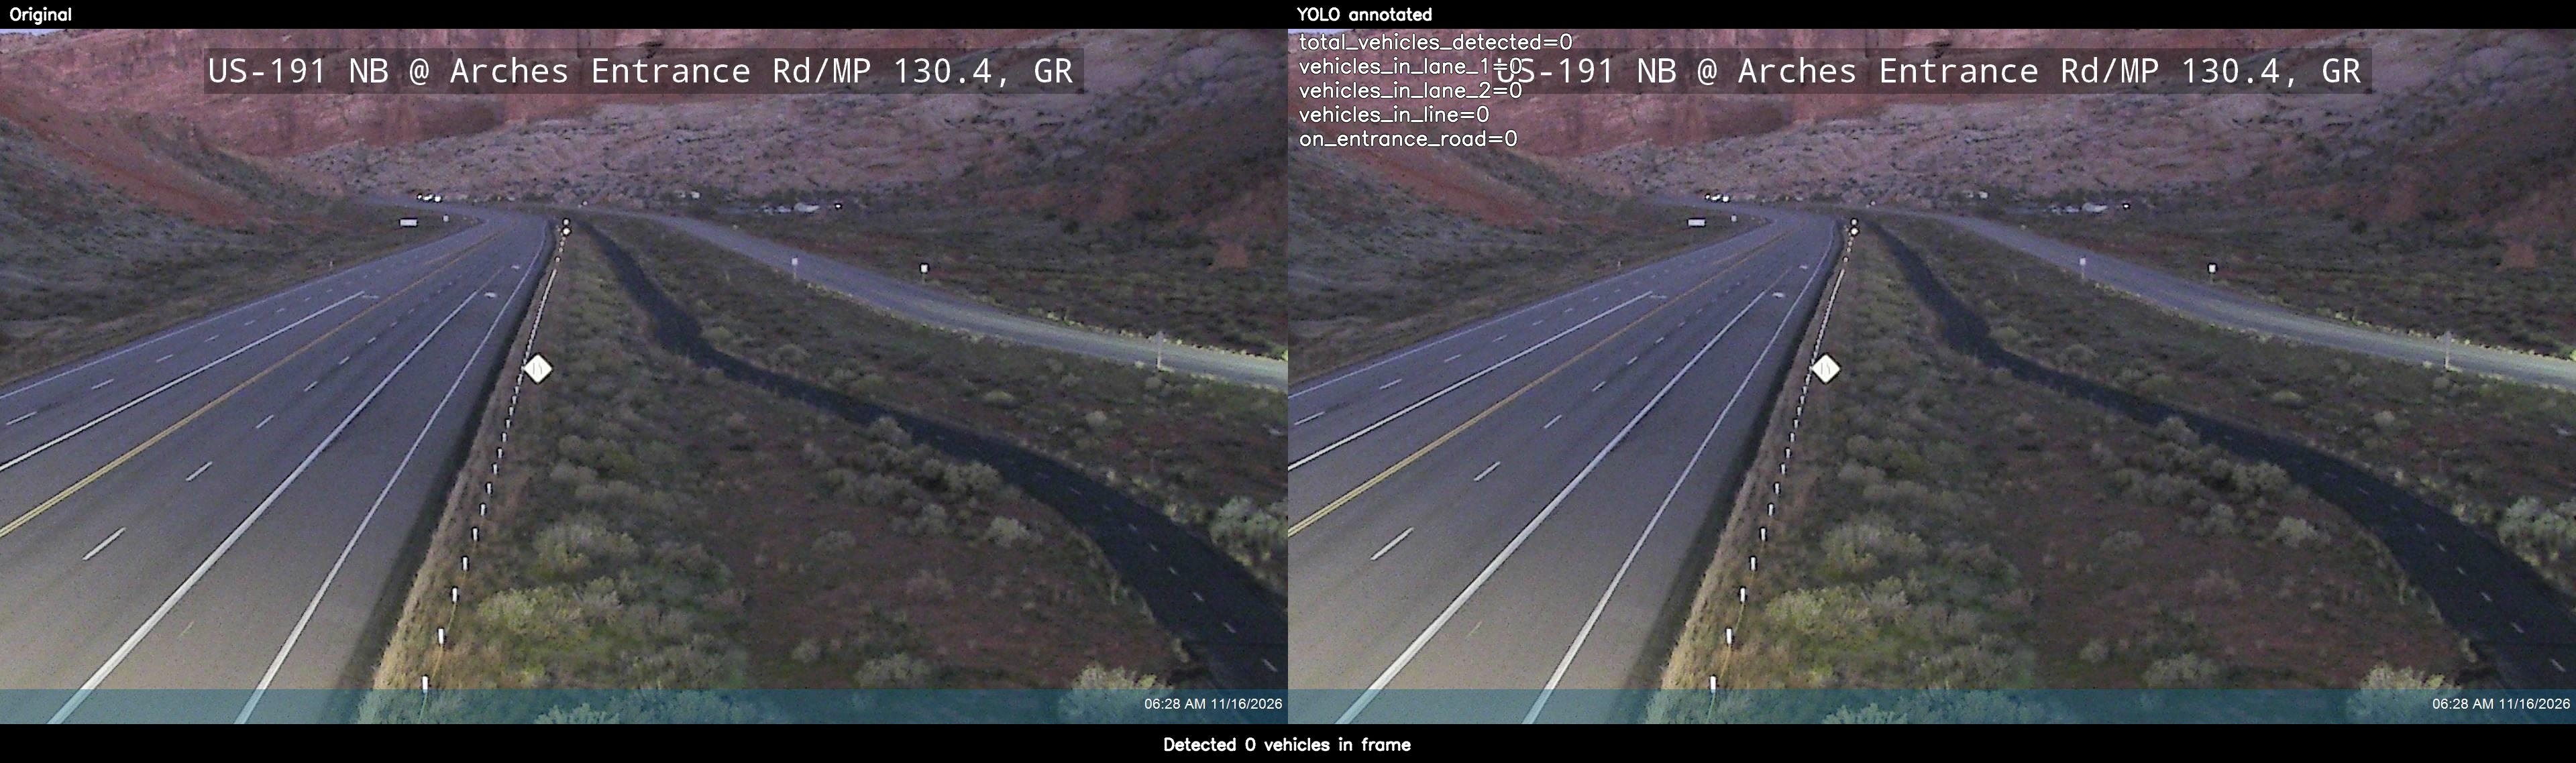 Original
US-191 NB @ Arches Entrance Rd/MP 130.4, GR
06:28 AM 11/16/2026
YOLO annotated
total_vehicles_detected=0
vehicles_in_lane_1=0
US-191 NB @ Arches Entrance Rd/MP 130.4, GR
vehicles_in_lane_2=0
vehicles_in_line=0
on_entrance_road=0
06:28 AM 11/16/2026
Detected 0 vehicles in frame